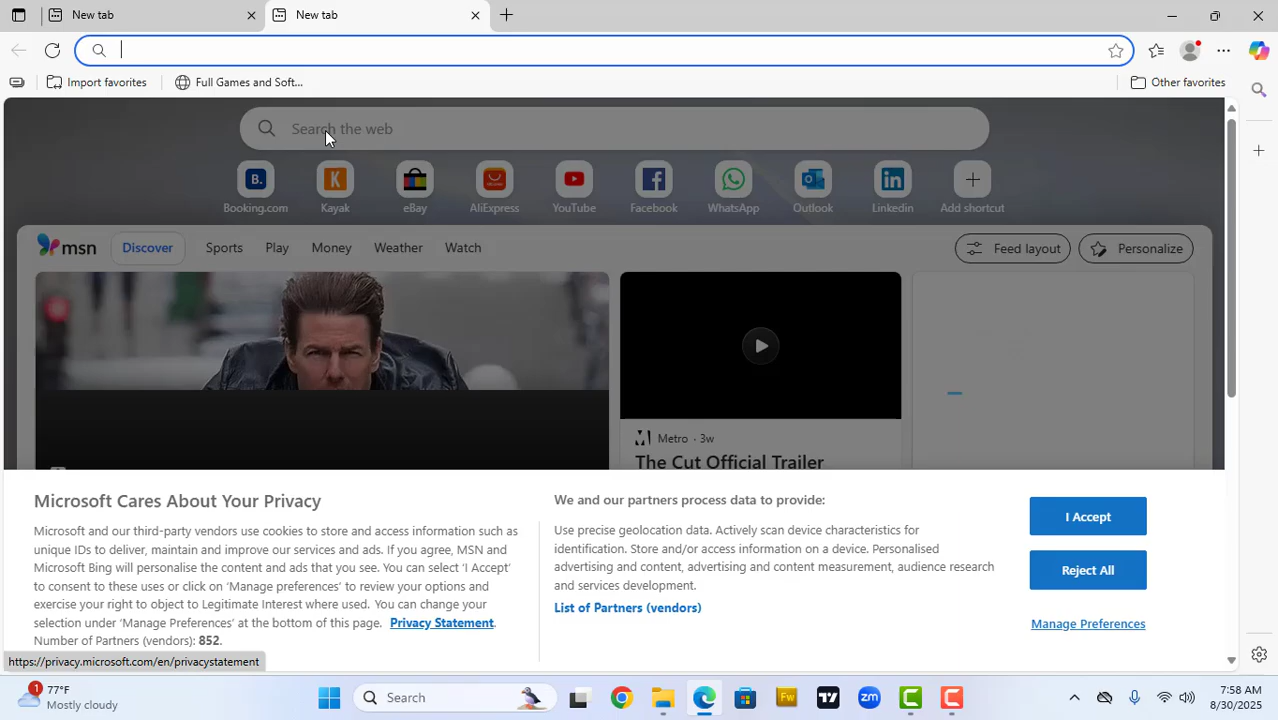 New tab
New tab
Import favorites
Full Games and Soft...
Other favorites
Search the web
B.
Booking.com
Kayak
eBay
AliExpress
YouTube
Facebook
WhatsApp
Outlook
Linkedin
Add shortcut
msn
Discover
Sports
Play
Money
Weather
Watch
Feed layout
Personalize
Metro · 3w
The Cut Official Trailer
Microsoft Cares About Your Privacy
Microsoft and our third-party vendors use cookies to store and access information such as
unique IDs to deliver, maintain and improve our services and ads. If you agree, MSN and
Microsoft Bing will personalise the content and ads that you see. You can select 'I Accept'
to consent to these uses or click on 'Manage preferences' to review your options and
exercise your right to object to Legitimate Interest where used. You can change your
selection under 'Manage Preferences' at the bottom of this page. Privacy Statement.
Number of Partners (vendors): 852.
We and our partners process data to provide:
Use precise geolocation data. Actively scan device characteristics for
identification. Store and/or access information on a device. Personalised
advertising and content, advertising and content measurement, audience research
and services development.
List of Partners (vendors)
I Accept
Reject All
Manage Preferences
https://privacy.microsoft.com/en/privacystatement
1
77°F
Mostly cloudy
Search
Fw
zm
7:58 AM
8/30/2025